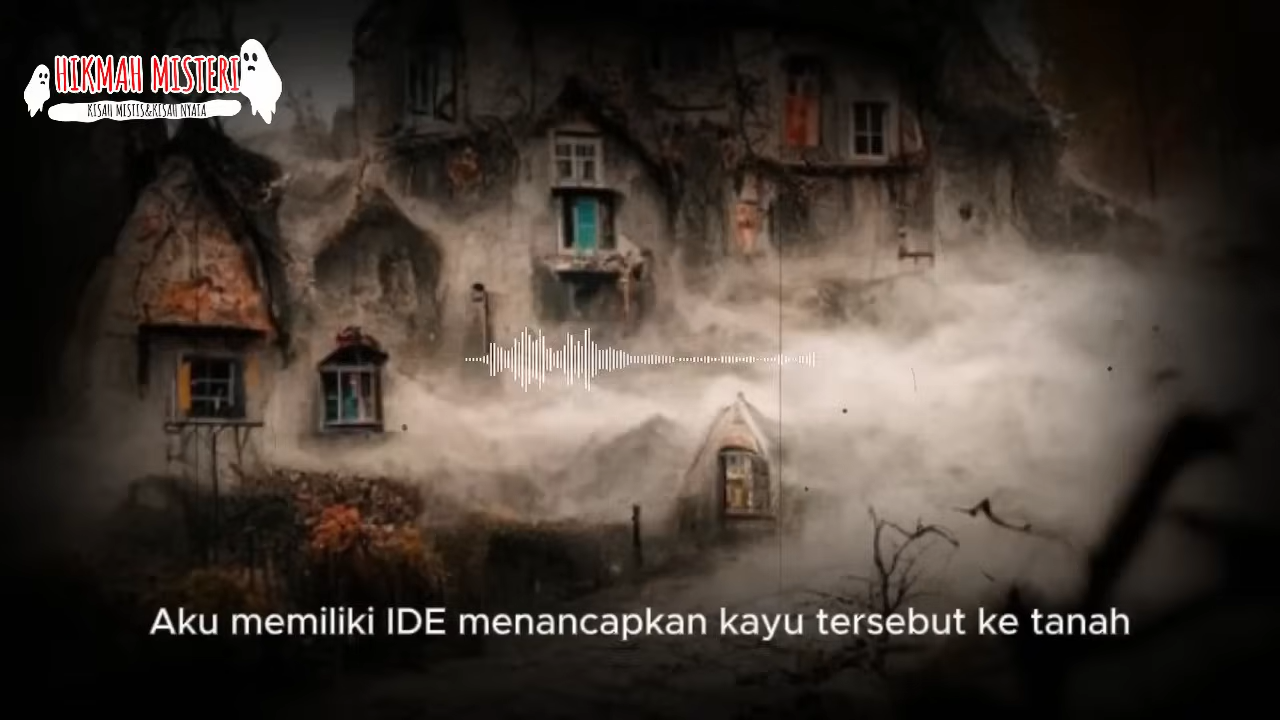 HIKMAH MISTERI
KISAH MISTIS&KISAH NYATA
Aku memiliki IDE menancapkan kayu tersebut ke tanah